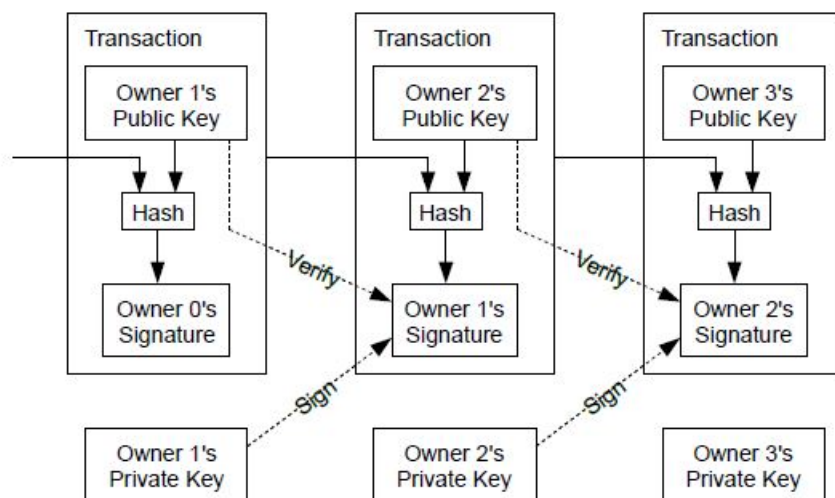 Transaction
Transaction
Transaction
Owner 1's
Public Key
Owner 2's
Public Key
Owner 3's
Public Key
Hash
Hash
Hash
Verify
Verify
Owner 0's
Signature
Owner 1's
Signature
Owner 2's
Signature
Sign
Sign
Owner 1's
Private Key
Owner 2's
Private Key
Owner 3's
Private Key